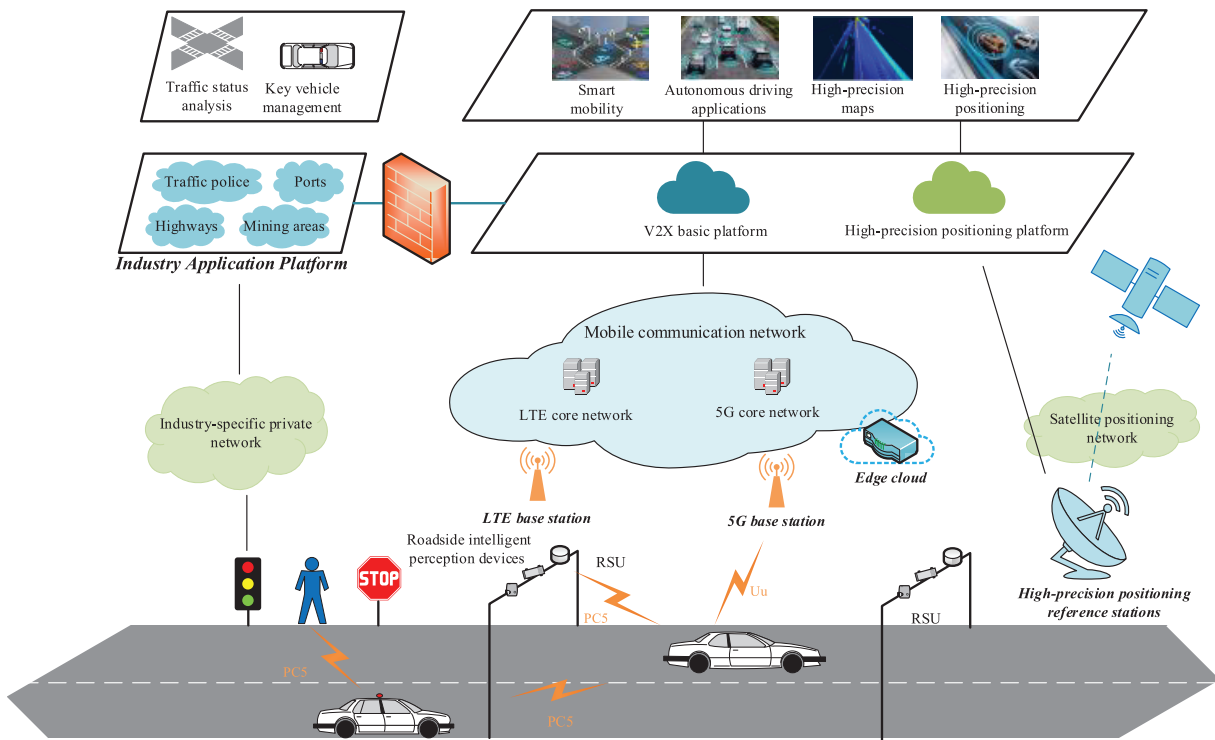 Traffic status
analysis
Key vehicle
management
Smart
mobility
Autonomous driving
applications
High-precision
maps
High-precision
positioning
Traffic police
Ports
Highways
Mining areas
Industry Application Platform
V2X basic platform
High-precision positioning platform
Mobile communication network
LTE core network
5G core network
Industry-specific private
network
Satellite positioning
network
Edge cloud
LTE base station
5G base station
Roadside intelligent
perception devices
RSU
STOP
PC5
Uu
High-precision positioning
reference stations
RSU
PC5
PC5